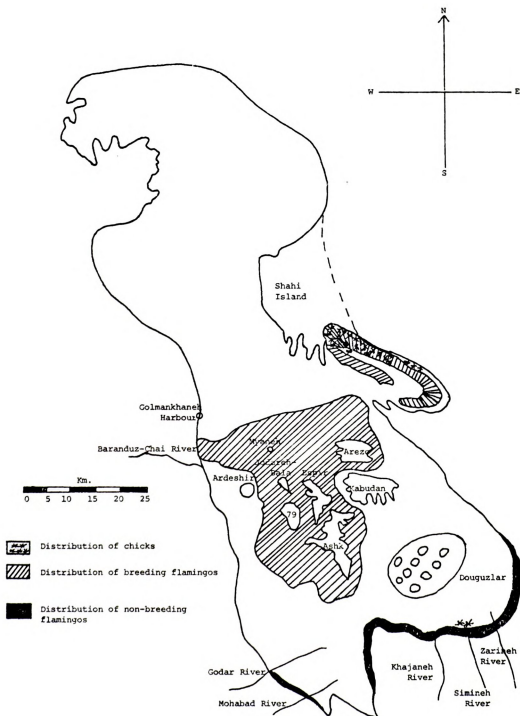 N
W
E
S
Shahi
Island
Golmankhaneh
Harbour
Baranduz-Chai River
Arezu
Ardeshir
Kabudan
Km.
0 5 10 15 20 25
79
Ashk
Distribution of chicks
Distribution of breeding flamingos
Distribution of non-breeding
flamingos
Douguzlar
Godar River
Mohabad River
Khajaneh
River
Simineh
River
Zarineh
River